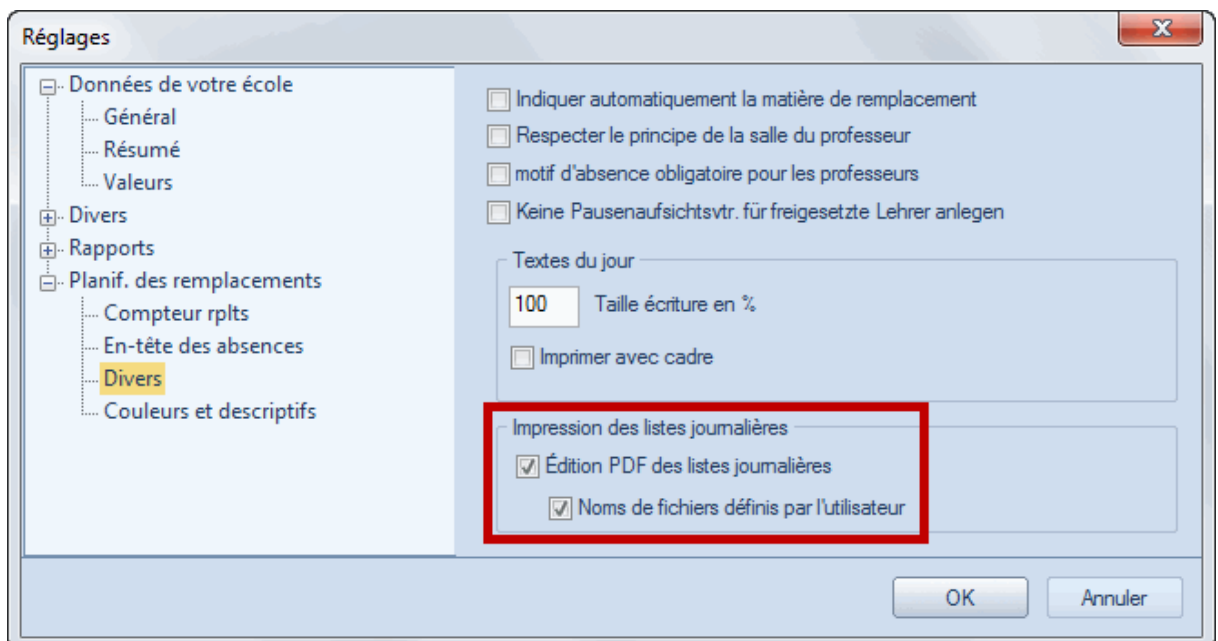 Réglages
Données de votre école
Général
Résumé
Valeurs
Divers
Rapports
Planif. des remplacements
Compteur rplts
En-tête des absences
Divers
Couleurs et descriptifs
Indiquer automatiquement la matière de remplacement
Respecter le principe de la salle du professeur
motif d'absence obligatoire pour les professeurs
Keine Pausenaufsichtsvtr. für freigesetzte Lehrer anlegen
Textes du jour
100 Taille écriture en %
Imprimer avec cadre
Impression des listes journalières
Édition PDF des listes journalières
Noms de fichiers définis par l'utilisateur
OK Annuler